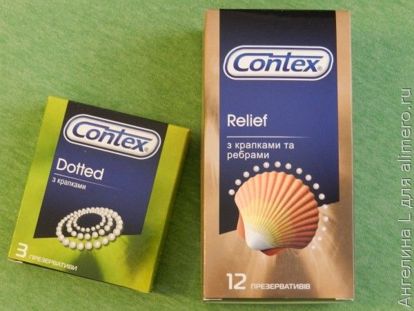 Contex
Dotted
з крапками
3 ПРЕЗЕРВАТИВИ
Contex
Relief
з крапками та
ребрами
12 ПРЕЗЕРВАТИВІВ
Ангелина L для alimero.ru